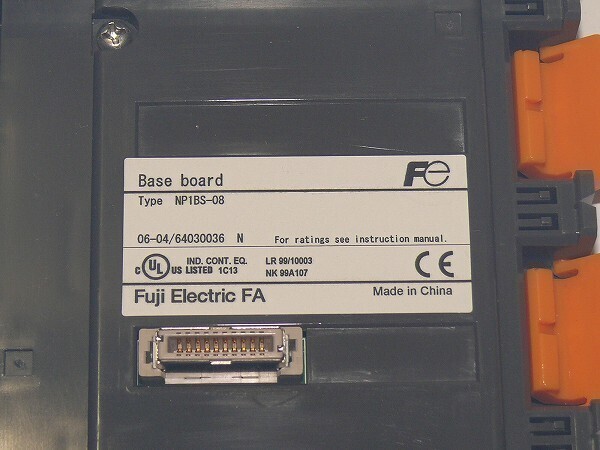 Base board
Fe
Type NP1BS-08
06-04/64030036 N
For ratings see instruction manual.
C UL US LISTED IND. CONT. EQ. 1C13
LR 99/10003
NK 99A107
CE
Fuji Electric FA
Made in China